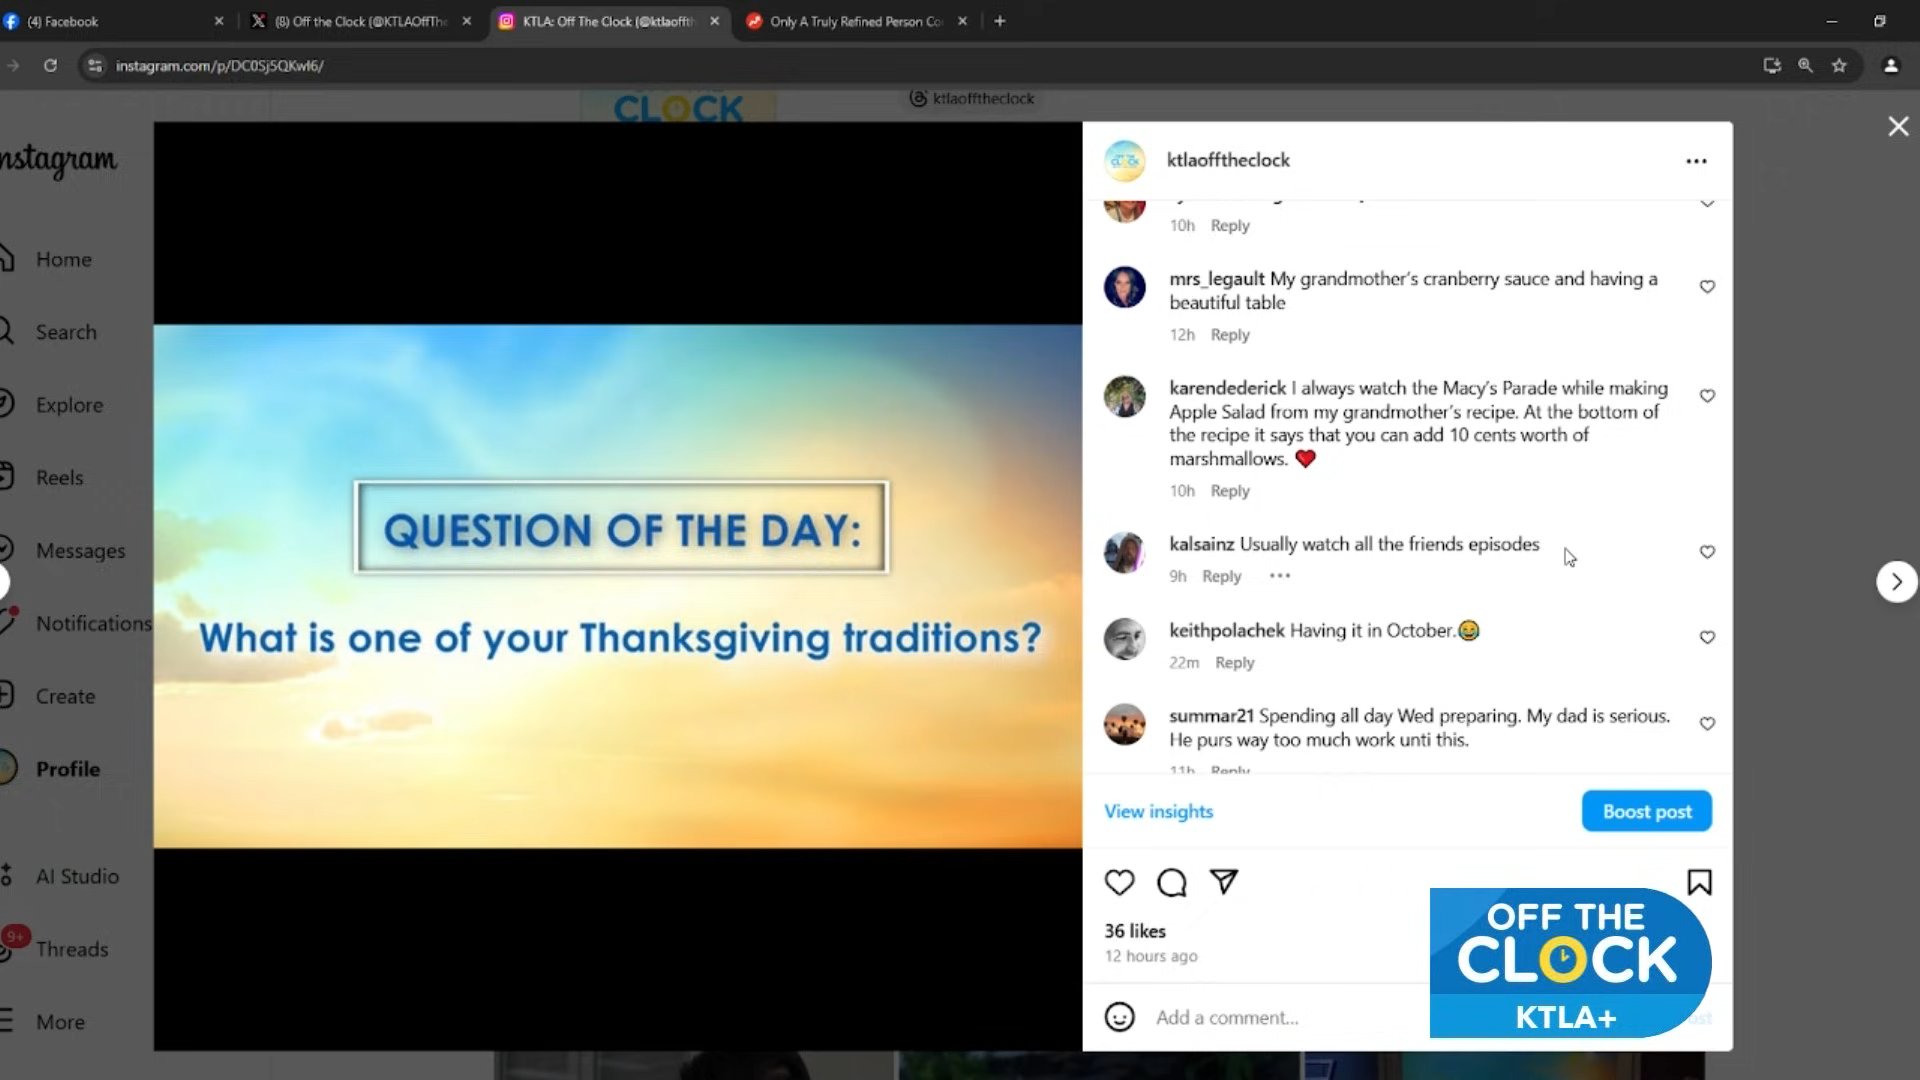 (4) Facebook
(8) Off the Clock (@KTLAOffThe
KTLA: Off The Clock (@ktlaoffth
Only A Truly Refined Person Co
instagram.com/p/DC0Sj5QKwI6/
CLOCK
ktlaofftheclock
nstagram
Home
Search
Explore
Reels
Messages
Notifications
Create
Profile
AI Studio
9+
Threads
More
QUESTION OF THE DAY:
What is one of your Thanksgiving traditions?
ktlaofftheclock
10h Reply
mrs_legault My grandmother's cranberry sauce and having a
beautiful table
12h Reply
karendederick I always watch the Macy's Parade while making
Apple Salad from my grandmother's recipe. At the bottom of
the recipe it says that you can add 10 cents worth of
marshmallows. ❤️
10h Reply
kalsainz Usually watch all the friends episodes
9h Reply
keithpolachek Having it in October.😂
22m Reply
summar21 Spending all day Wed preparing. My dad is serious.
He purs way too much work unti this.
11h Reply
View insights
Boost post
36 likes
12 hours ago
Add a comment...
OFF THE
CLOCK
KTLA+